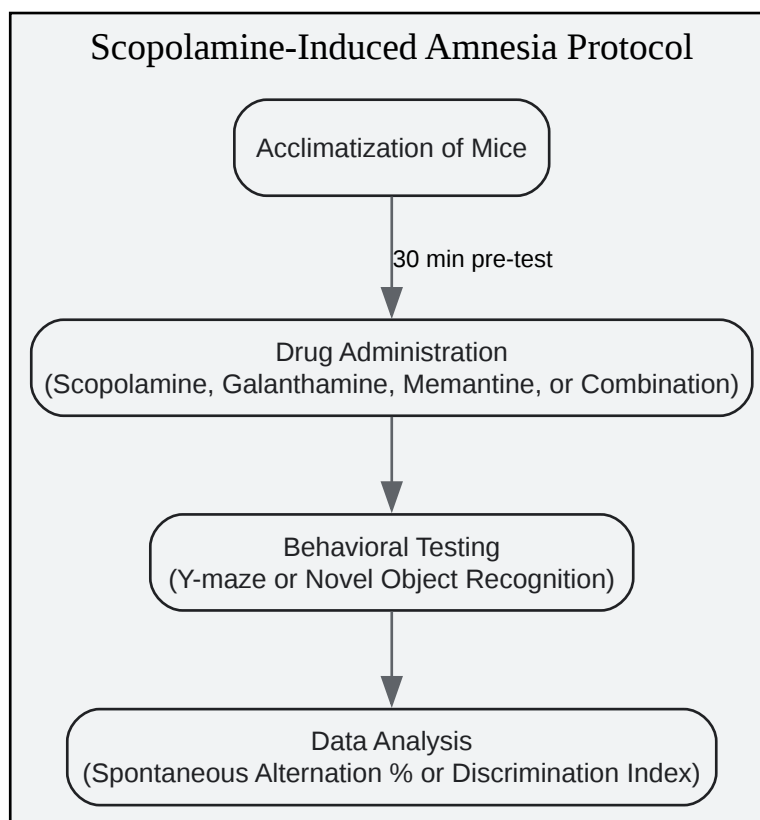 Scopolamine-Induced Amnesia Protocol
Acclimatization of Mice
30 min pre-test
Drug Administration
(Scopolamine, Galanthamine, Memantine, or Combination)
Behavioral Testing
(Y-maze or Novel Object Recognition)
Data Analysis
(Spontaneous Alternation % or Discrimination Index)